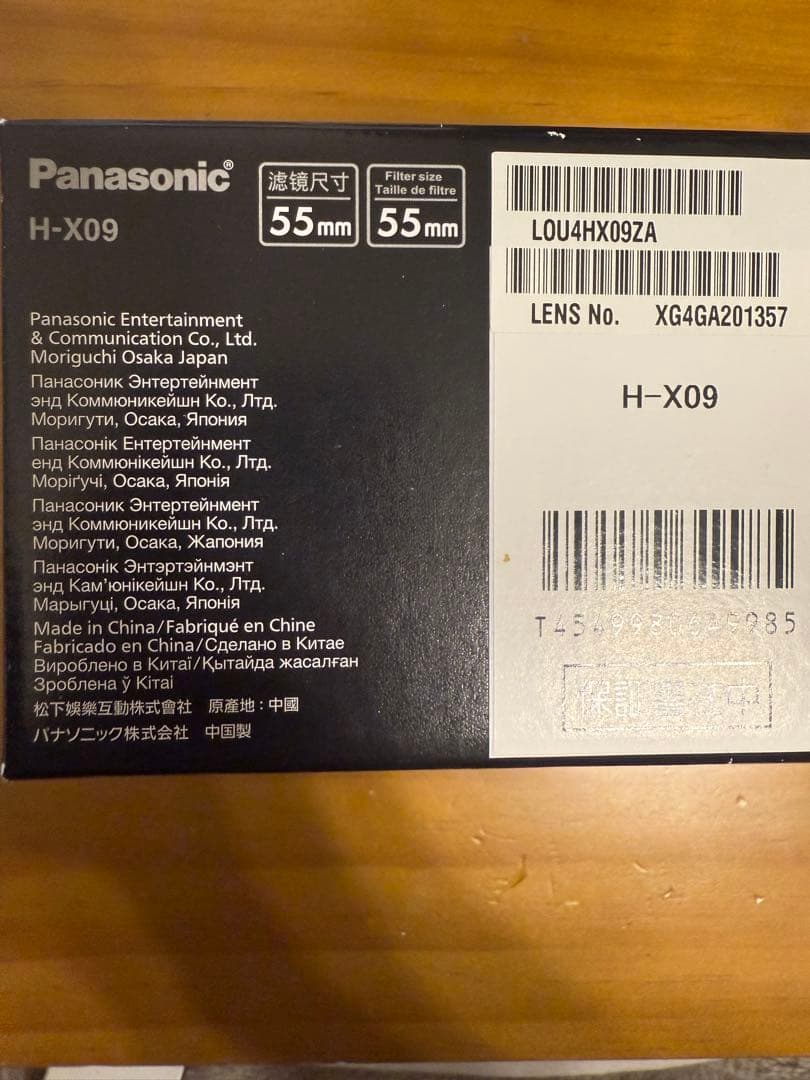 Panasonic®
H-X09
滤镜尺寸
55mm
Filter size
Taille de filtre
55mm
Panasonic Entertainment
& Communication Co., Ltd.
Moriguchi Osaka Japan
Панасоник Энтертейнмент
энд Коммюникейшн Ко., Лтд.
Моригути, Осака, Япония
Панасонік Ентертейнмент
енд Коммюнікейшн Ко., Лтд.
Моріґучі, Осака, Японія
Панасоник Энтертейнмент
энд Коммюникейшн Ко., Лтд.
Моригути, Осака, Жапония
Панасонік Энтэртэйнмэнт
энд Кам'юнікейшн Ко., Лтд.
Марыгуці, Осака, Японія
Made in China/Fabriqué en Chine
Fabricado en China/Сделано в Китае
Вироблено в Китаї/Қытайда жасалған
Зроблена ў Кітаі
松下娛樂互動株式會社 原產地：中國
パナソニック株式会社 中国製
LOU4HX09ZA
LENS No. XG4GA201357
H-X09